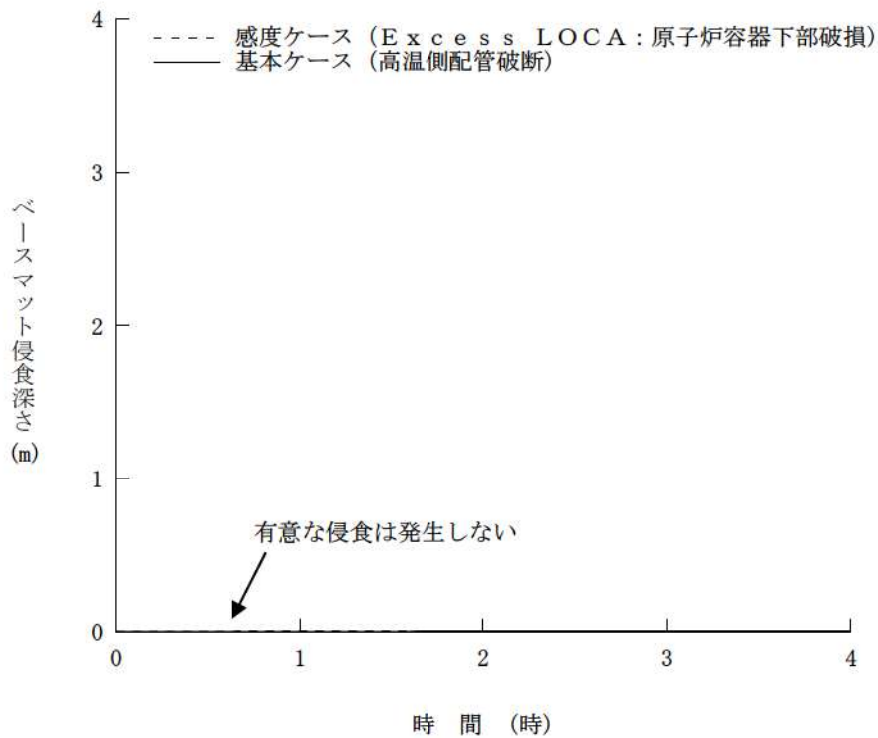 4
感度ケース（Ｅｘｃｅｓｓ ＬＯＣＡ：原子炉容器下部破損）
基本ケース（高温側配管破断）
3
2
1
0
ベースマット侵食深さ(m)
有意な侵食は発生しない
0 1 2 3 4
時 間 (時)